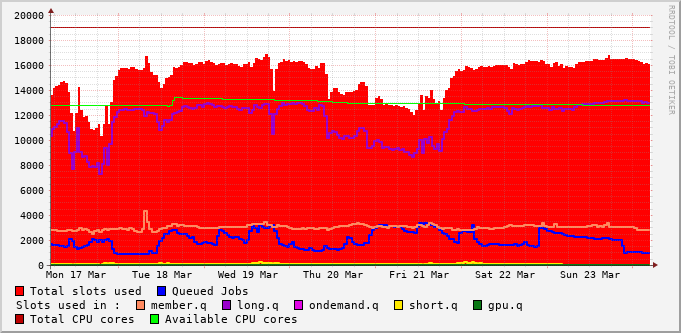 20000
18000
16000
14000
12000
10000
8000
6000
4000
2000
0
Mon 17 Mar Tue 18 Mar Wed 19 Mar Thu 20 Mar Fri 21 Mar Sat 22 Mar Sun 23 Mar
Total slots used Queued Jobs
Slots used in : member.q long.q ondemand.q short.q gpu.q
Total CPU cores Available CPU cores
RRDTOOL / TOBI OETIKER